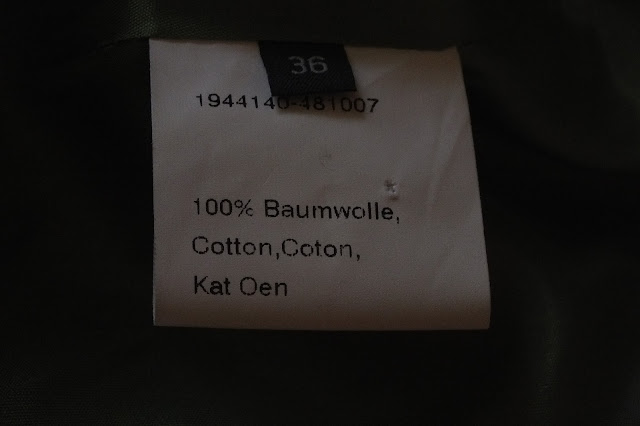 36
1944140-481007
100% Baumwolle,
Cotton,Coton,
Kat Oen